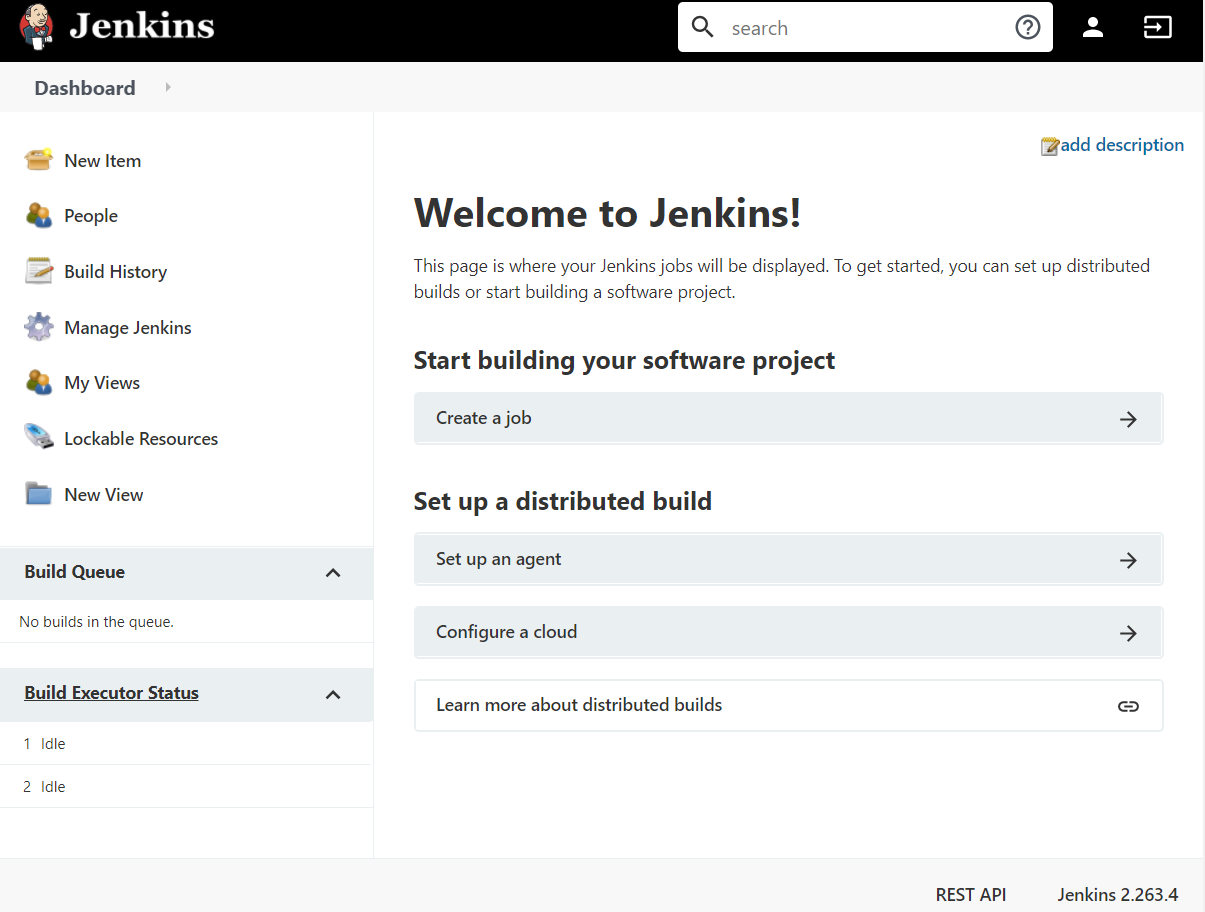 Jenkins
search
Dashboard
New Item
People
Build History
Manage Jenkins
My Views
Lockable Resources
New View
Build Queue
No builds in the queue.
Build Executor Status
1 Idle
2 Idle
add description
Welcome to Jenkins!
This page is where your Jenkins jobs will be displayed. To get started, you can set up distributed
builds or start building a software project.
Start building your software project
Create a job
Set up a distributed build
Set up an agent
Configure a cloud
Learn more about distributed builds
REST API
Jenkins 2.263.4